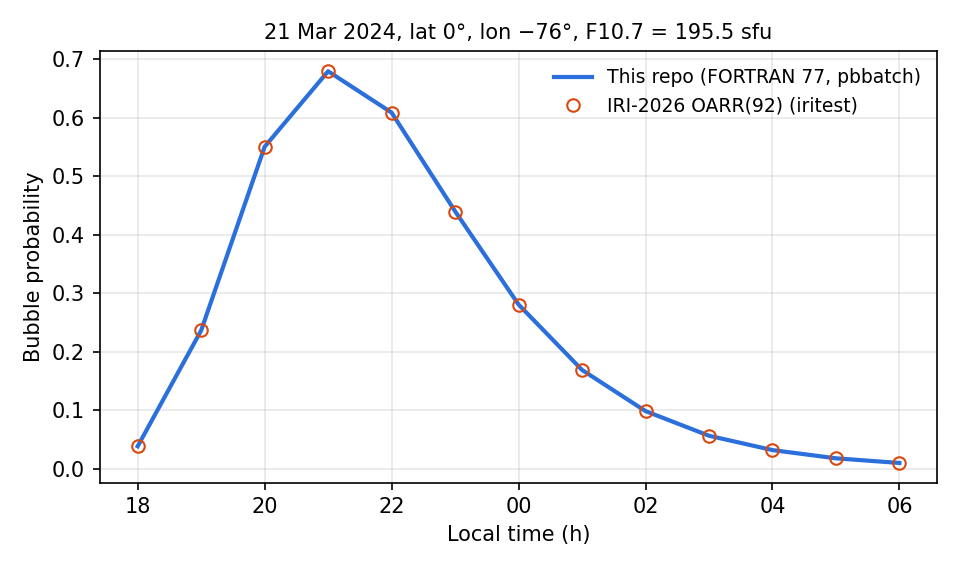 21 Mar 2024, lat 0°, lon −76°, F10.7 = 195.5 sfu
This repo (FORTRAN 77, pbbatch)
IRI-2026 OARR(92) (iritest)
Bubble probability
0.7
0.6
0.5
0.4
0.3
0.2
0.1
0.0
18 20 22 00 02 04 06
Local time (h)